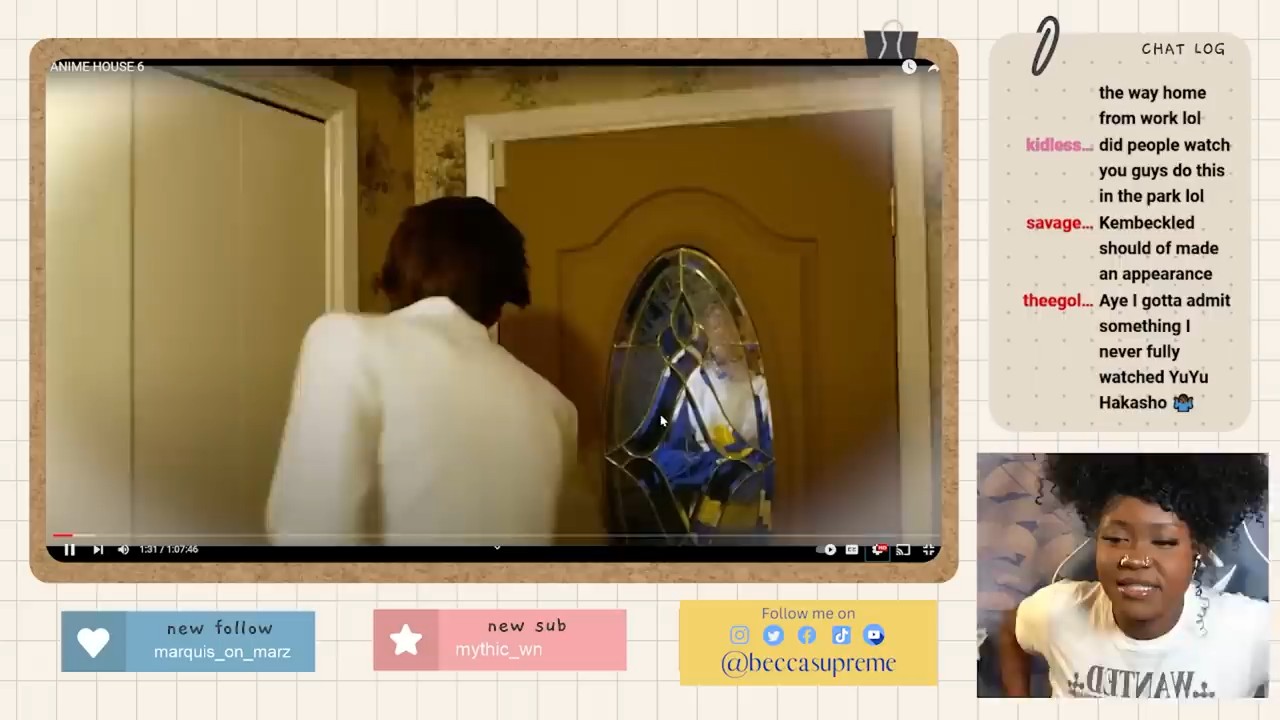 ANIME HOUSE 6
1:31 / 1:07:46
CHAT LOG
the way home
from work lol
kidless... did people watch
you guys do this
in the park lol
savage... Kembeckled
should of made
an appearance
theegol... Aye I gotta admit
something I
never fully
watched YuYu
Hakasho 🤷🏾‍♂️
new follow
marquis_on_marz
new sub
mythic_wn
Follow me on
@beccasupreme
WANTED